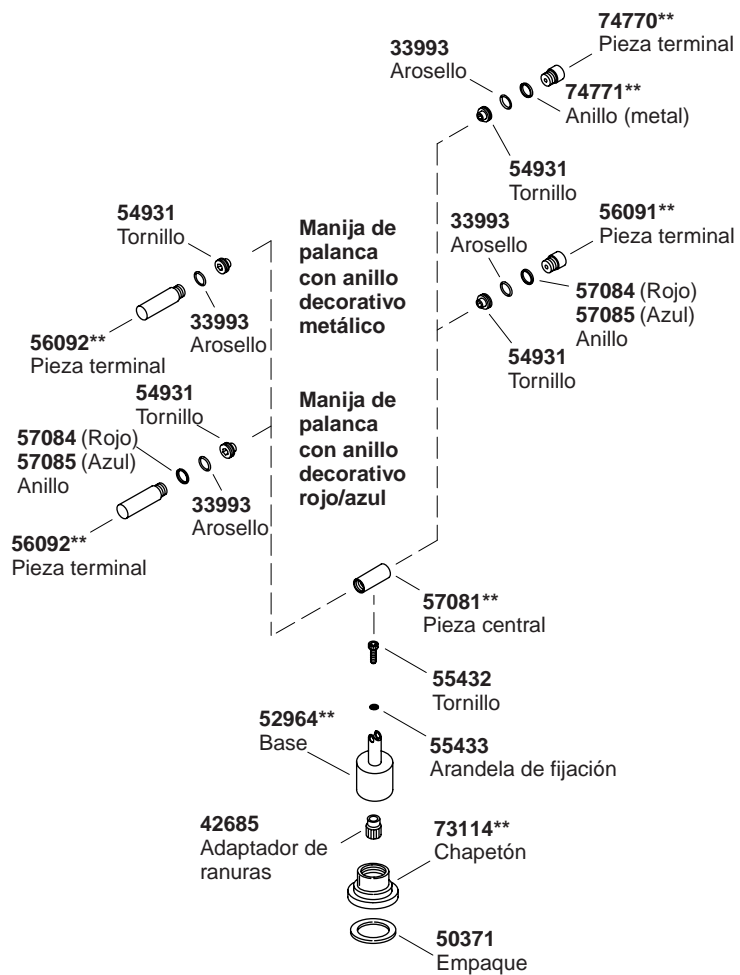 74770**
Pieza terminal
33993
Arosello
74771**
Anillo (metal)
54931
Tornillo
54931
Tornillo
Manija de
palanca
con anillo
decorativo
metálico
33993
Arosello
56091**
Pieza terminal
33993
Arosello
57084 (Rojo)
57085 (Azul)
Anillo
56092**
Pieza terminal
54931
Tornillo
54931
Tornillo
Manija de
palanca
con anillo
decorativo
rojo/azul
57084 (Rojo)
57085 (Azul)
Anillo
33993
Arosello
56092**
Pieza terminal
57081**
Pieza central
55432
Tornillo
52964**
Base
55433
Arandela de fijación
42685
Adaptador de
ranuras
73114**
Chapetón
50371
Empaque